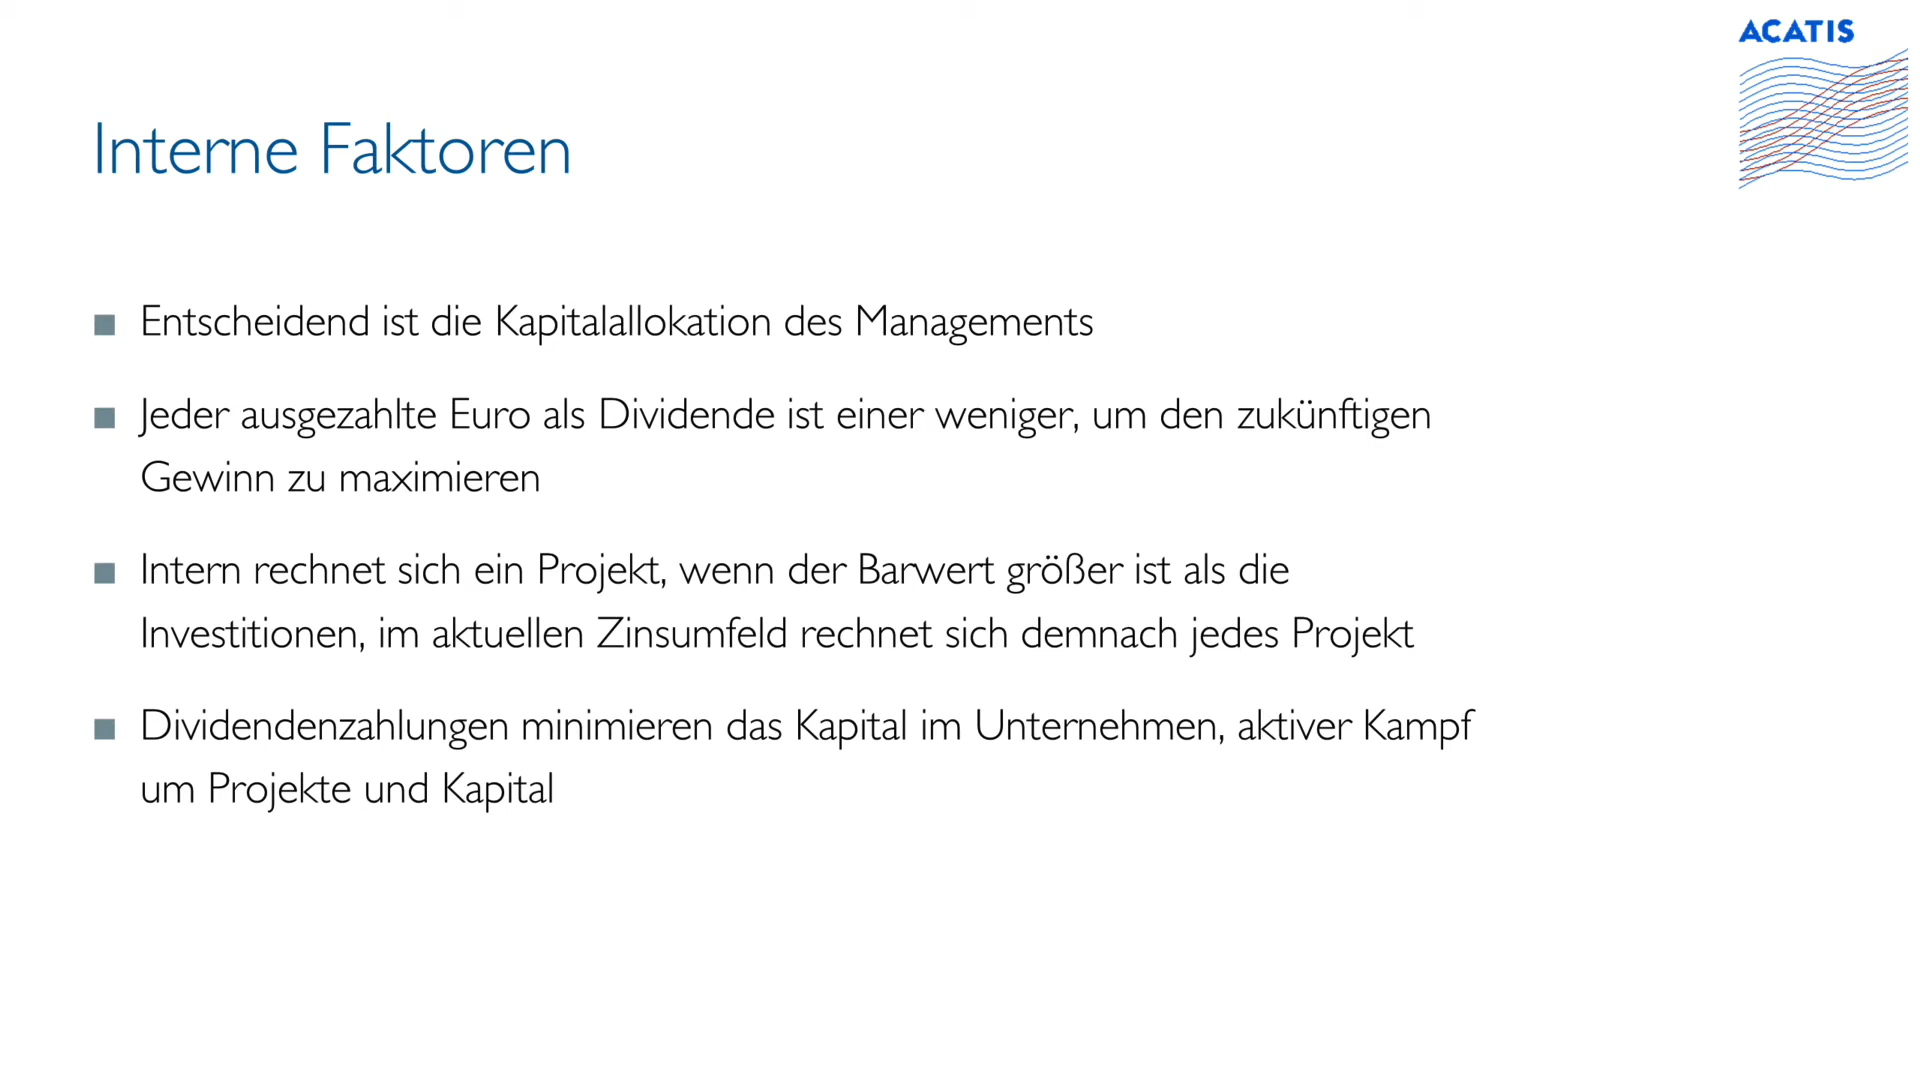 ACATIS
Interne Faktoren
Entscheidend ist die Kapitalallokation des Managements
Jeder ausgezahlte Euro als Dividende ist einer weniger, um den zukünftigen
Gewinn zu maximieren
Intern rechnet sich ein Projekt, wenn der Barwert größer ist als die
Investitionen, im aktuellen Zinsumfeld rechnet sich demnach jedes Projekt
Dividendenzahlungen minimieren das Kapital im Unternehmen, aktiver Kampf
um Projekte und Kapital